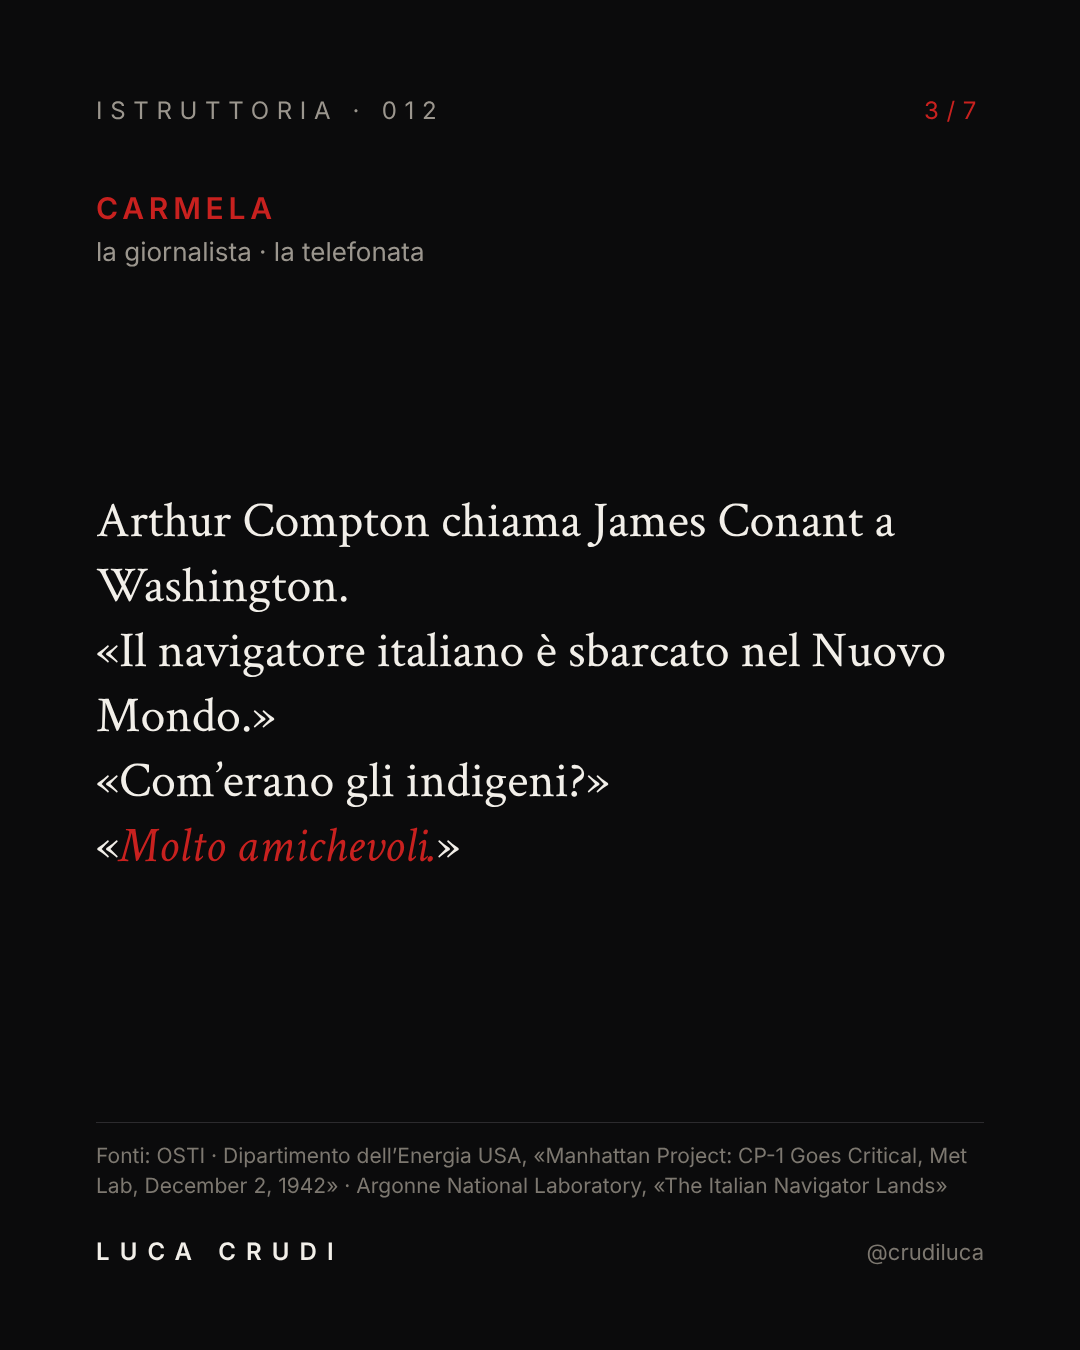 ISTRUTTORIA · 012
3/7
CARMELA
la giornalista · la telefonata
Arthur Compton chiama James Conant a
Washington.
«Il navigatore italiano è sbarcato nel Nuovo
Mondo.»
«Com’erano gli indigeni?»
«Molto amichevoli.»
Fonti: OSTI · Dipartimento dell’Energia USA, «Manhattan Project: CP-1 Goes Critical, Met
Lab, December 2, 1942» · Argonne National Laboratory, «The Italian Navigator Lands»
LUCA CRUDI
@crudiluca